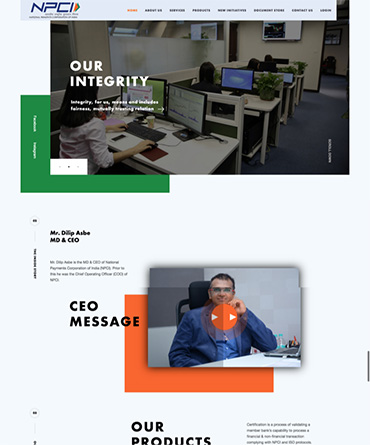 NPCI
HOME ABOUT US SERVICES PRODUCTS NEW INITIATIVES DOCUMENT STORE CONTACT US LOGIN
OUR
INTEGRITY
Integrity, for us, means and includes
fairness, mutually trusting relation
Facebook
Instagram
SCROLL DOWN
Mr. Dilip Asbe
MD & CEO
Mr. Dilip Asbe is the MD & CEO of National
Payments Corporation of India (NPCI). Prior to
this he was the Chief Operating Officer (COO) of
NPCI.
THE INSIDE STORY
CEO
MESSAGE
OUR
PRODUCTS
Certification is a process of validating a
member bank's capability to process a
financial & non-financial transaction
complying with NPCI and ISO protocols.